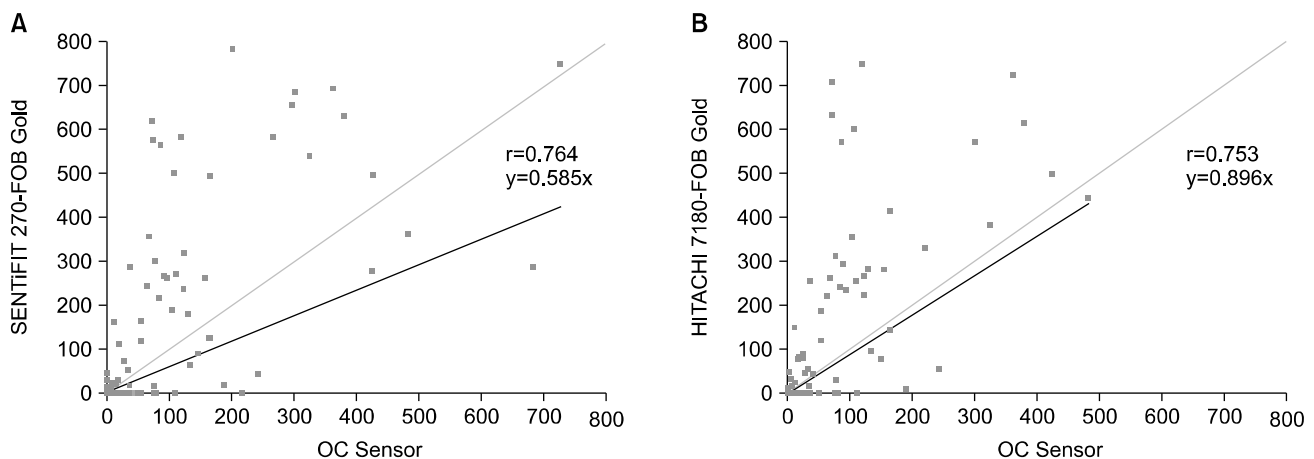 A
800
700
600
500
400
300
200
100
0
SENTiFIT 270-FOB Gold
r=0.764
y=0.585x
0 100 200 300 400 500 600 700 800
OC Sensor
B
800
700
600
500
400
300
200
100
0
HITACHI 7180-FOB Gold
r=0.753
y=0.896x
0 100 200 300 400 500 600 700 800
OC Sensor